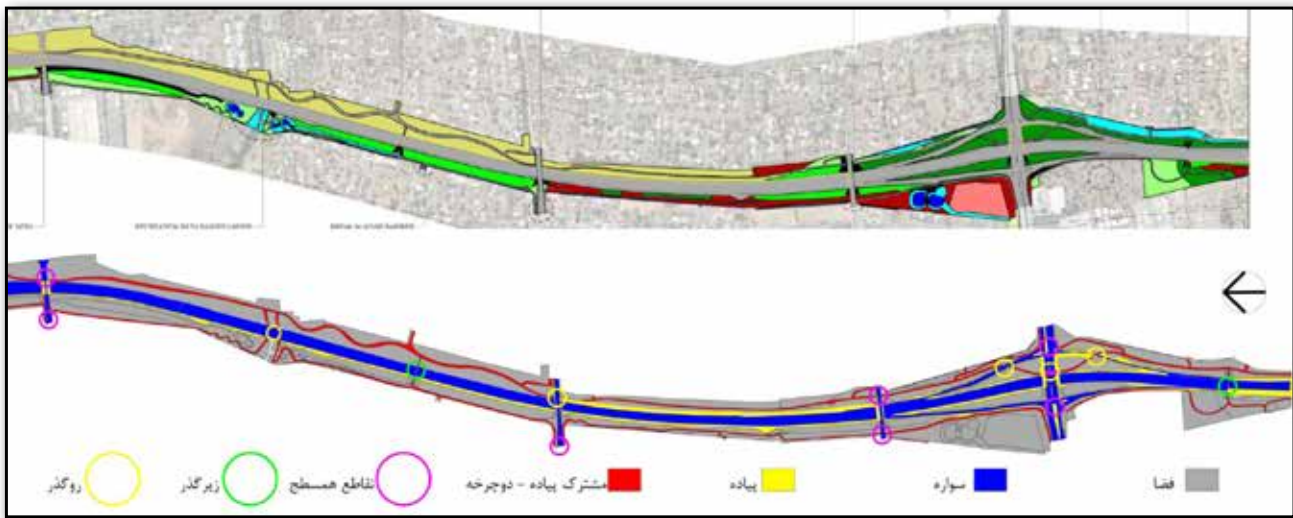 فضا
سواره
پیاده
مشترک پیاده - دوچرخه
تقاطع همسطح
زیرگذر
روگذر